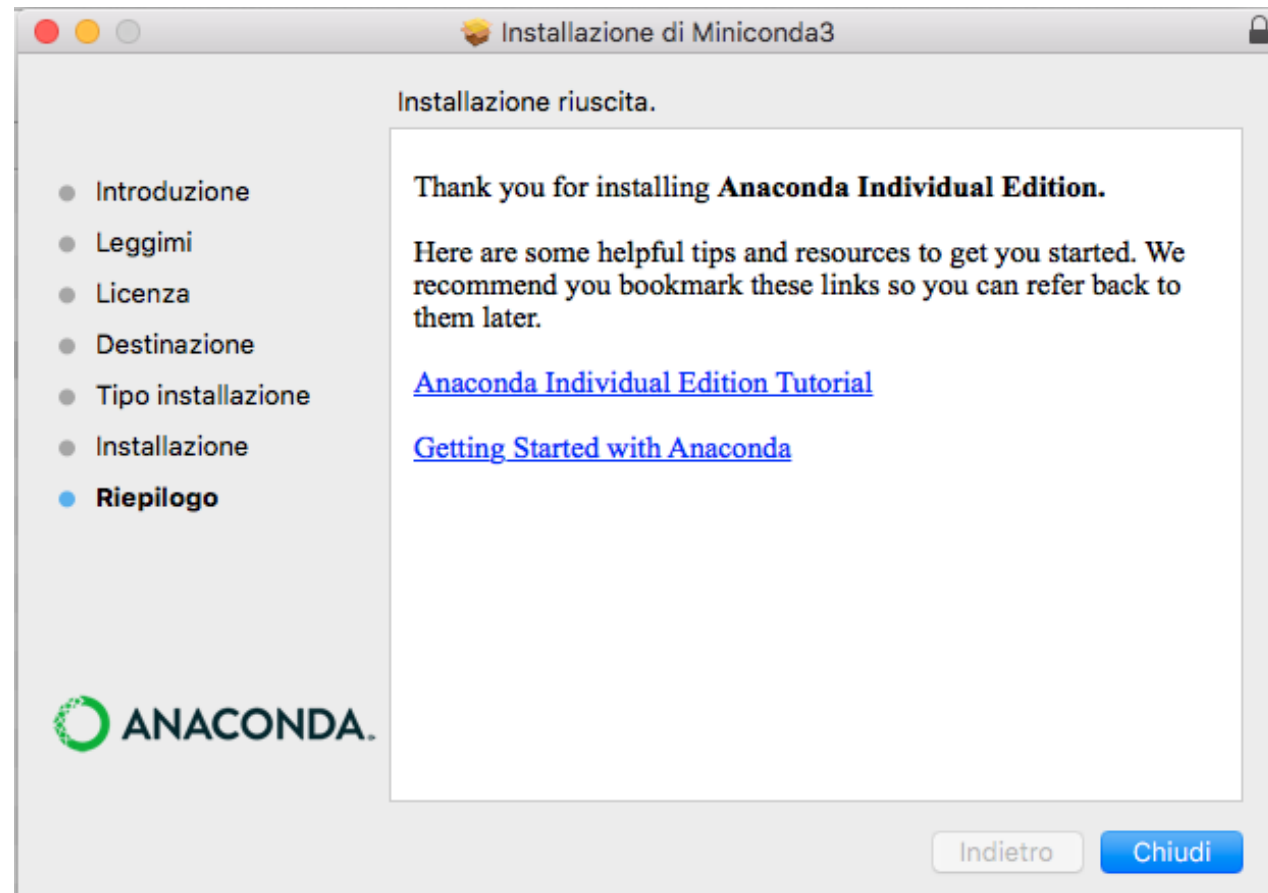 Installazione di Miniconda3
Installazione riuscita.
Introduzione
Leggimi
Licenza
Destinazione
Tipo installazione
Installazione
Riepilogo
Thank you for installing Anaconda Individual Edition.
Here are some helpful tips and resources to get you started. We
recommend you bookmark these links so you can refer back to
them later.
Anaconda Individual Edition Tutorial
Getting Started with Anaconda
ANACONDA.
Indietro
Chiudi